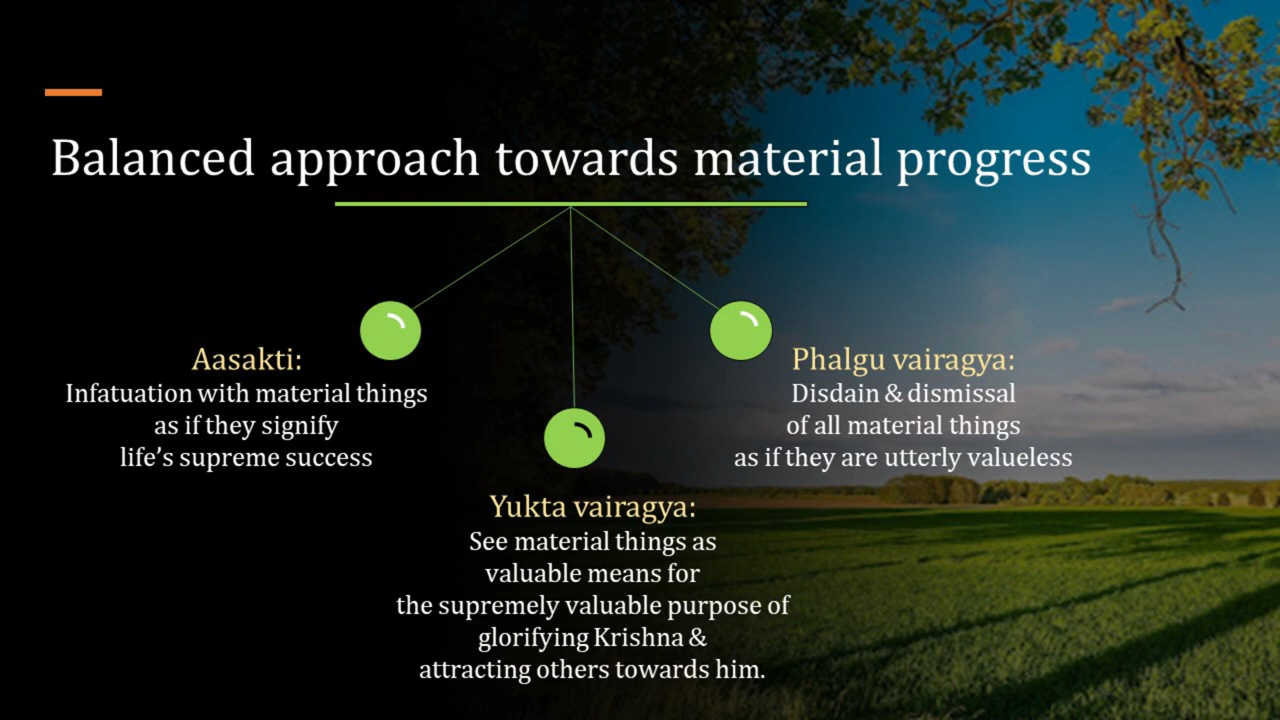 Balanced approach towards material progress
Aasakti:
Infatuation with material things
as if they signify
life’s supreme success
Yukta vairagya:
See material things as
valuable means for
the supremely valuable purpose of
glorifying Krishna &
attracting others towards him.
Phalgu vairagya:
Disdain & dismissal
of all material things
as if they are utterly valueless